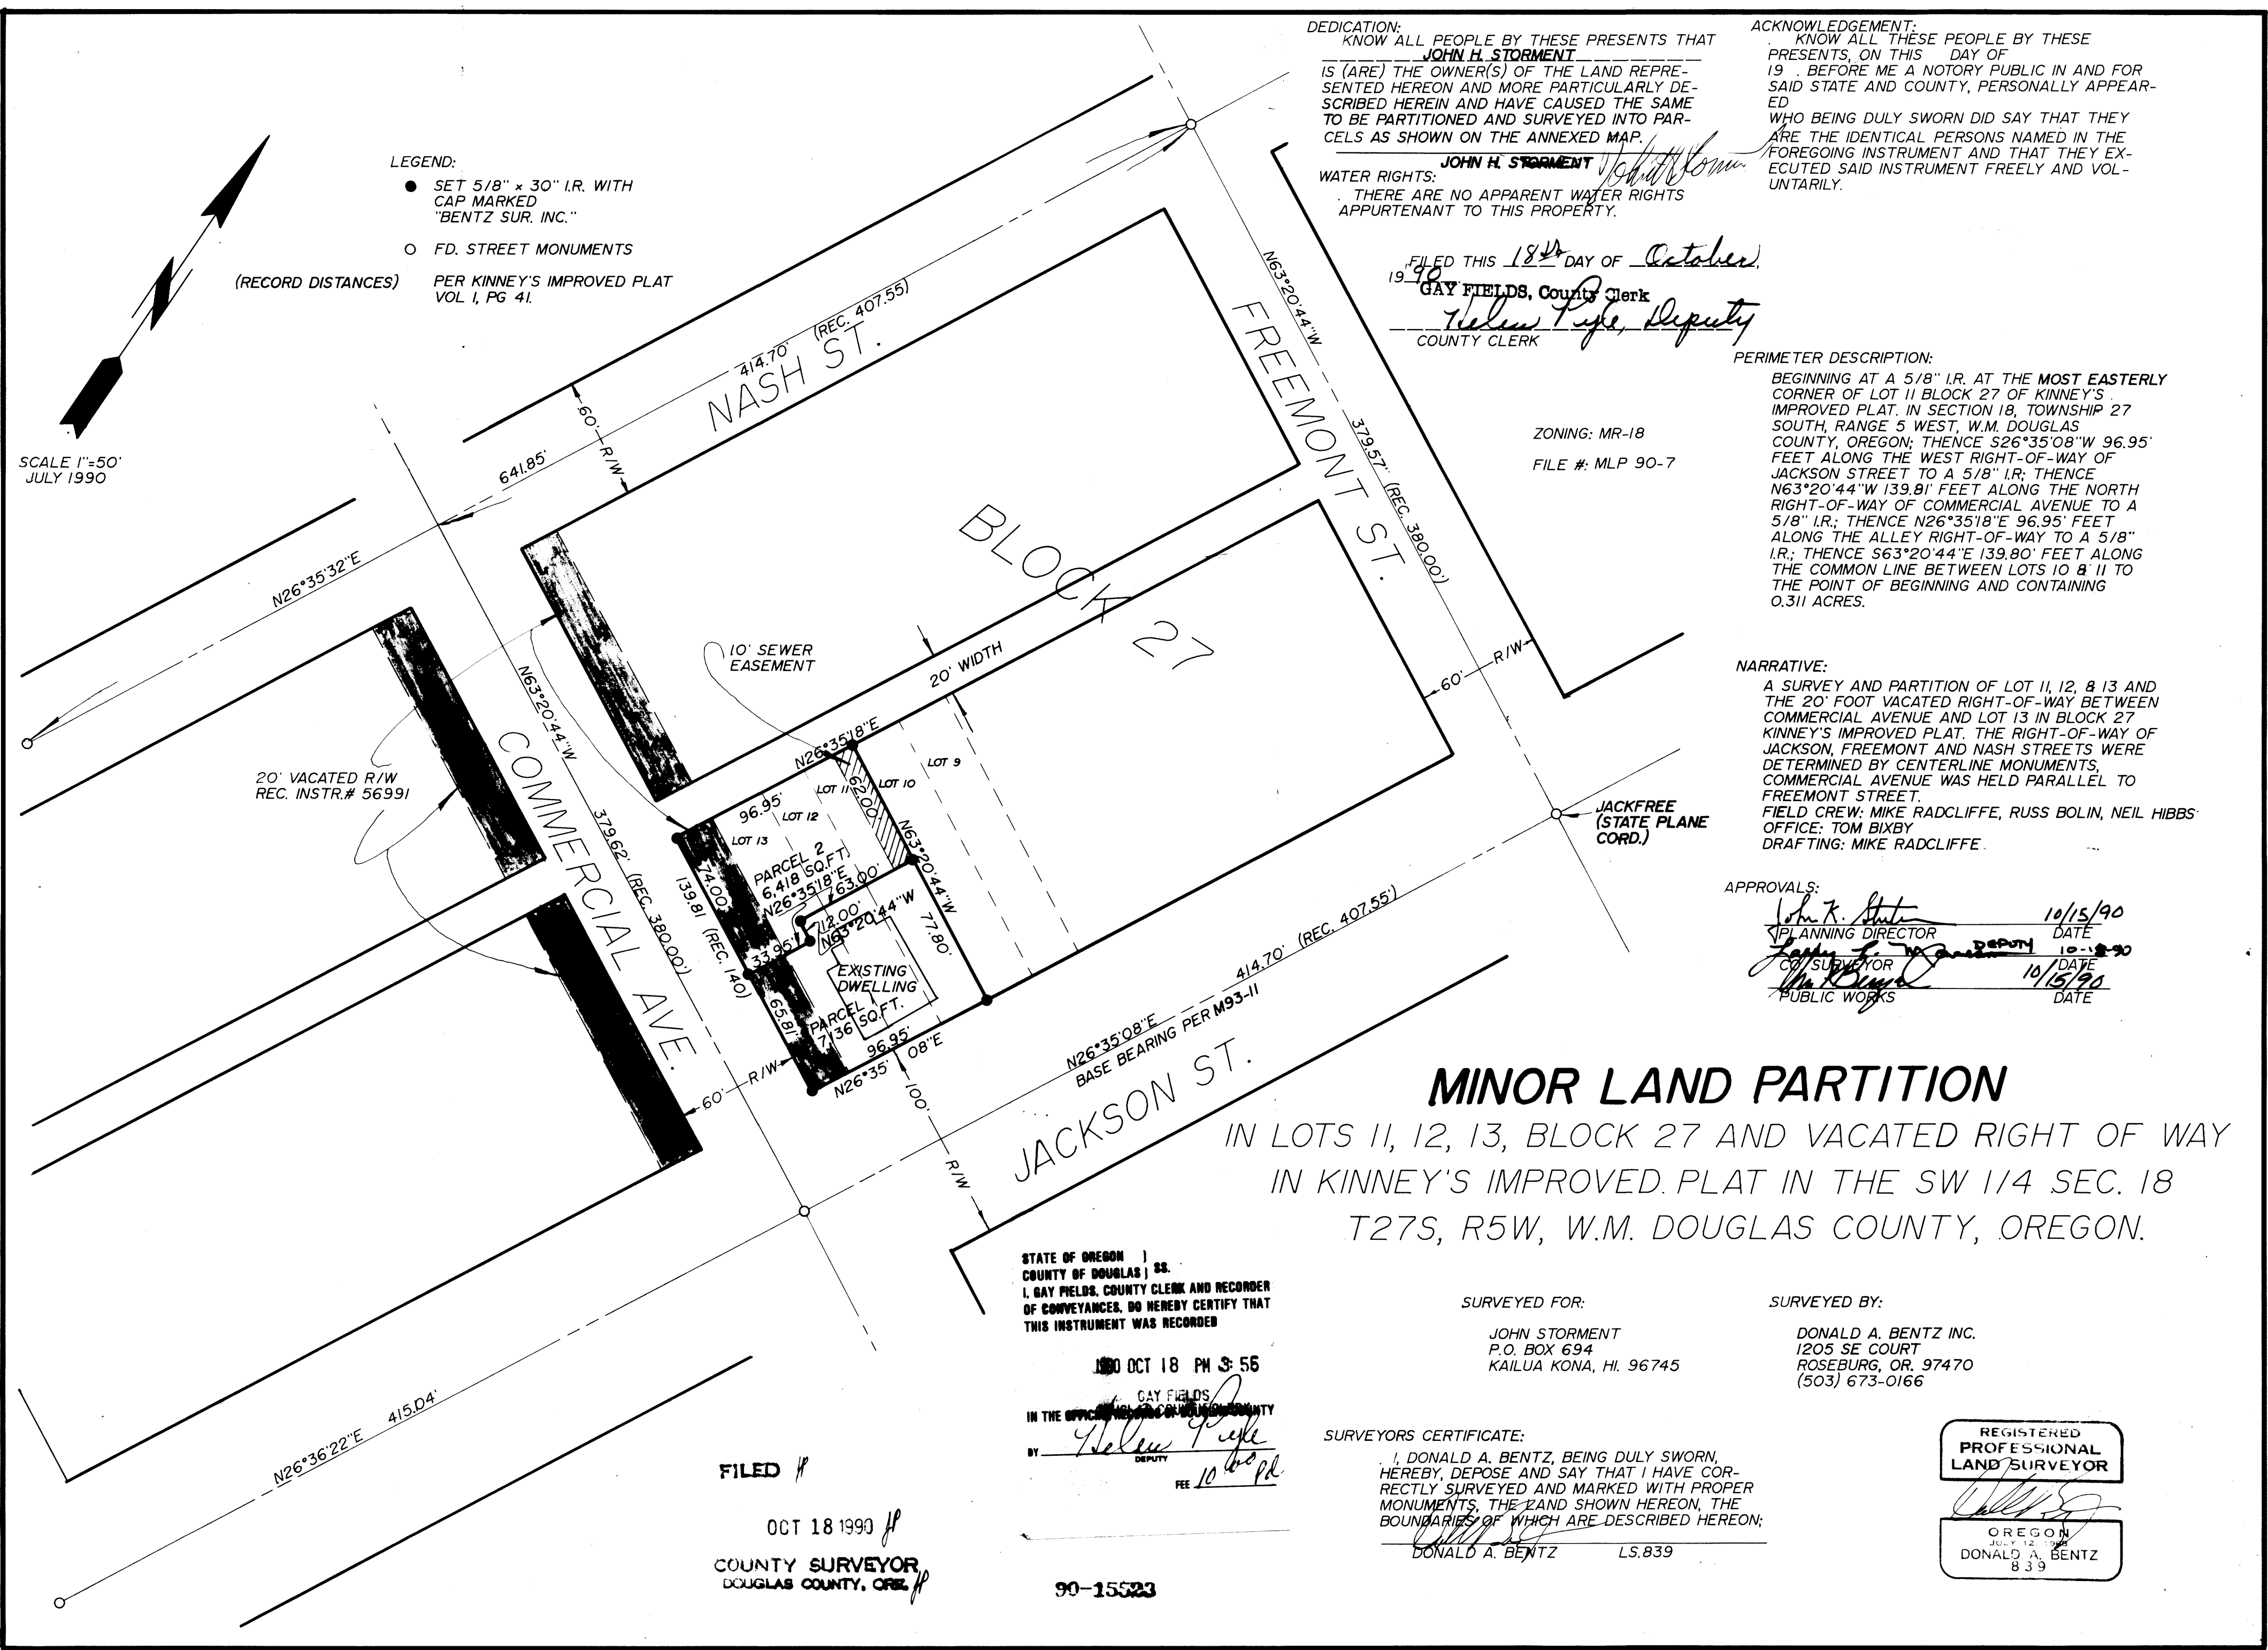 DEDICATION:
KNOW ALL PEOPLE BY THESE PRESENTS THAT
JOHN H. STORMENT
IS (ARE) THE OWNER(S) OF THE LAND REPRE-
SENTED HEREON AND MORE PARTICULARLY DE-
SCRIBED HEREIN AND HAVE CAUSED THE SAME
TO BE PARTITIONED AND SURVEYED INTO PAR-
CELS AS SHOWN ON THE ANNEXED MAP.
JOHN H. STORMENT
WATER RIGHTS:
THERE ARE NO APPARENT WATER RIGHTS
APPURTENANT TO THIS PROPERTY.
ACKNOWLEDGEMENT:
KNOW ALL THESE PEOPLE BY THESE
PRESENTS, ON THIS DAY OF
19 . BEFORE ME A NOTORY PUBLIC IN AND FOR
SAID STATE AND COUNTY, PERSONALLY APPEAR-
ED
WHO BEING DULY SWORN DID SAY THAT THEY
ARE THE IDENTICAL PERSONS NAMED IN THE
FOREGOING INSTRUMENT AND THAT THEY EX-
ECUTED SAID INSTRUMENT FREELY AND VOL-
UNTARILY.
FILED THIS 18th DAY OF October,
1990
GAY FIELDS, County Clerk
Helen Pyle, Deputy
COUNTY CLERK
LEGEND:
SET 5/8" x 30" I.R. WITH
CAP MARKED
"BENTZ SUR. INC."
FD. STREET MONUMENTS
(RECORD DISTANCES) PER KINNEY'S IMPROVED PLAT
VOL 1, PG 41.
SCALE 1"=50'
JULY 1990
PERIMETER DESCRIPTION:
BEGINNING AT A 5/8" I.R. AT THE MOST EASTERLY
CORNER OF LOT 11 BLOCK 27 OF KINNEY'S
IMPROVED PLAT. IN SECTION 18, TOWNSHIP 27
SOUTH, RANGE 5 WEST, W.M. DOUGLAS
COUNTY, OREGON; THENCE S26°35'08"W 96.95'
FEET ALONG THE WEST RIGHT-OF-WAY OF
JACKSON STREET TO A 5/8" I.R; THENCE
N63°20'44"W 139.81' FEET ALONG THE NORTH
RIGHT-OF-WAY OF COMMERCIAL AVENUE TO A
5/8" I.R.; THENCE N26°35'18"E 96.95' FEET
ALONG THE ALLEY RIGHT-OF-WAY TO A 5/8"
I.R.; THENCE S63°20'44"E 139.80' FEET ALONG
THE COMMON LINE BETWEEN LOTS 10 & 11 TO
THE POINT OF BEGINNING AND CONTAINING
0.311 ACRES.
ZONING: MR-18
FILE #: MLP 90-7
NARRATIVE:
A SURVEY AND PARTITION OF LOT 11, 12, & 13 AND
THE 20' FOOT VACATED RIGHT-OF-WAY BETWEEN
COMMERCIAL AVENUE AND LOT 13 IN BLOCK 27
KINNEY'S IMPROVED PLAT. THE RIGHT-OF-WAY OF
JACKSON, FREEMONT AND NASH STREETS WERE
DETERMINED BY CENTERLINE MONUMENTS,
COMMERCIAL AVENUE WAS HELD PARALLEL TO
FREEMONT STREET.
FIELD CREW: MIKE RADCLIFFE, RUSS BOLIN, NEIL HIBBS
OFFICE: TOM BIXBY
DRAFTING: MIKE RADCLIFFE
APPROVALS:
10/15/90
PLANNING DIRECTOR DATE
DEPUTY
CO. SURVEYOR DATE
10/15/90
PUBLIC WORKS DATE
414.70' (REC. 407.55)
NASH ST.
60' R/W
641.85'
N26°35'32"E
N63°20'44"W
FREEMONT ST.
379.57' (REC. 380.00')
BLOCK 27
20' WIDTH
10' SEWER
EASEMENT
60' R/W
JACKFREE
(STATE PLANE
CORD.)
20' VACATED R/W
REC. INSTR.# 56991
N63°20'44"W
COMMERCIAL AVE.
379.62' (REC. 380.00')
N26°35'18"E
96.95'
LOT 9
LOT 10
LOT 11
LOT 12
LOT 13
62.00'
N63°20'44"W
77.80'
PARCEL 2
6,418 SQ.FT.
N26°35'18"E
63.00'
12.00'
N63°20'44"W
33.95'
74.00'
139.81 (REC. 140)
65.81'
EXISTING
DWELLING
PARCEL 1
7,136 SQ.FT.
96.95'
N26°35' 08"E
60' R/W
100' R/W
414.70' (REC. 407.55')
N26°35'08"E
BASE BEARING PER M93-11
JACKSON ST.
415.04'
N26°36'22"E
MINOR LAND PARTITION
IN LOTS 11, 12, 13, BLOCK 27 AND VACATED RIGHT OF WAY
IN KINNEY'S IMPROVED PLAT IN THE SW 1/4 SEC. 18
T27S, R5W, W.M. DOUGLAS COUNTY, OREGON.
STATE OF OREGON )
COUNTY OF DOUGLAS ) SS.
I, GAY FIELDS, COUNTY CLERK AND RECORDER
OF CONVEYANCES, DO HEREBY CERTIFY THAT
THIS INSTRUMENT WAS RECORDED
OCT 18 PM 3:56
GAY FIELDS
IN THE
BY Helen Pyle
DEPUTY
FEE 10 00 Pd.
90-15523
FILED
OCT 18 1990
COUNTY SURVEYOR
DOUGLAS COUNTY, ORE.
SURVEYED FOR:
JOHN STORMENT
P.O. BOX 694
KAILUA KONA, HI. 96745
SURVEYED BY:
DONALD A. BENTZ INC.
1205 SE COURT
ROSEBURG, OR. 97470
(503) 673-0166
SURVEYORS CERTIFICATE:
I, DONALD A. BENTZ, BEING DULY SWORN,
HEREBY, DEPOSE AND SAY THAT I HAVE COR-
RECTLY SURVEYED AND MARKED WITH PROPER
MONUMENTS, THE LAND SHOWN HEREON, THE
BOUNDARIES OF WHICH ARE DESCRIBED HEREON;
DONALD A. BENTZ LS.839
REGISTERED
PROFESSIONAL
LAND SURVEYOR
OREGON
DONALD A. BENTZ
839